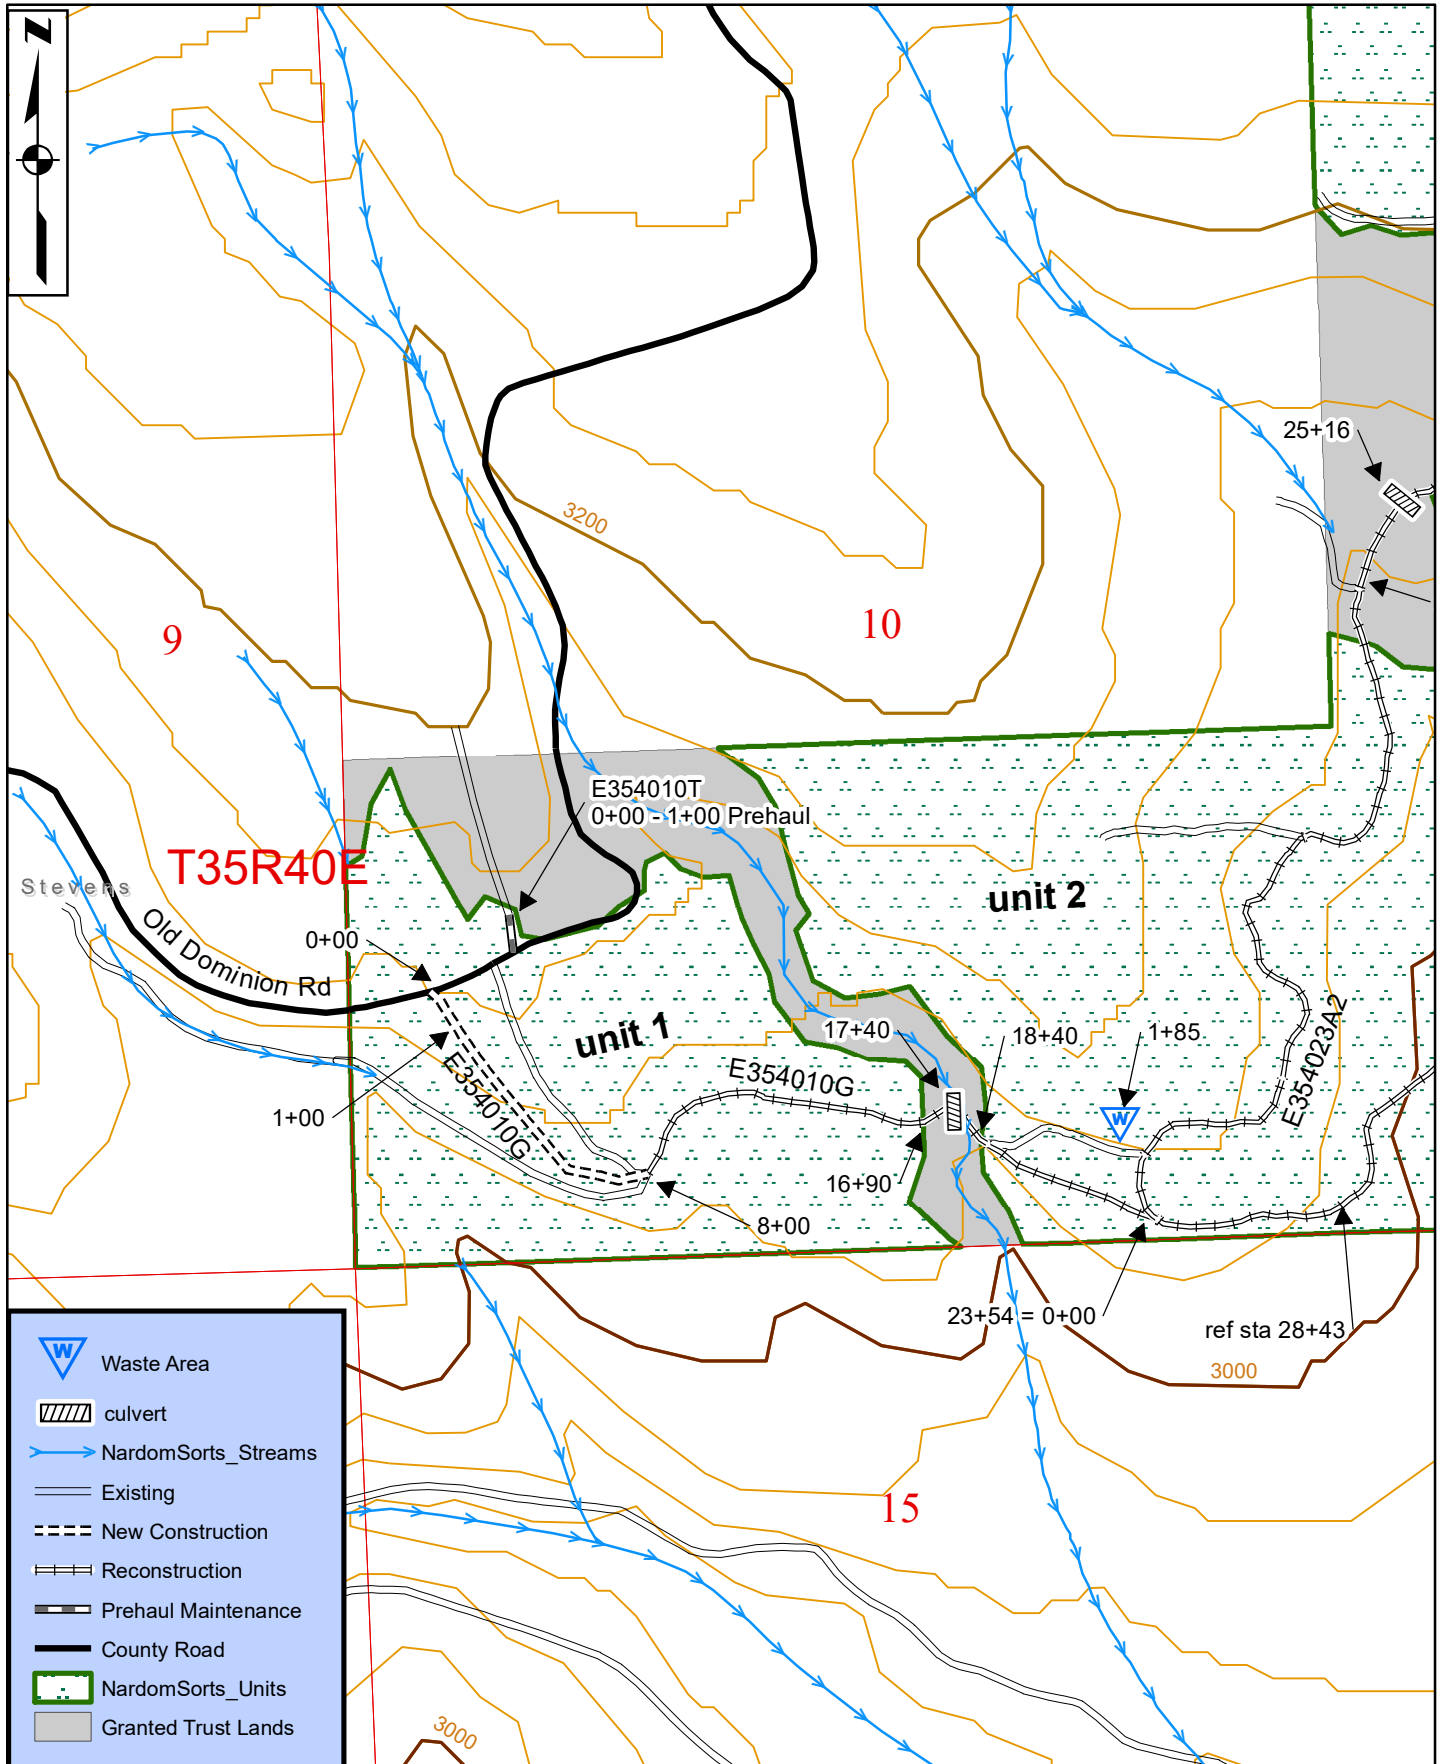 N
25+16
3200
9
10
E354010T
0+00 - 1+00 Prehaul
T35R40E
Stevens
unit 2
Old Dominion Rd
0+00
unit 1
17+40
18+40
1+85
E354023A2
E354010G
E354010G
1+00
W
16+90
8+00
23+54 = 0+00
ref sta 28+43
3000
15
3000
W Waste Area
culvert
NardomSorts_Streams
Existing
New Construction
Reconstruction
Prehaul Maintenance
County Road
NardomSorts_Units
Granted Trust Lands